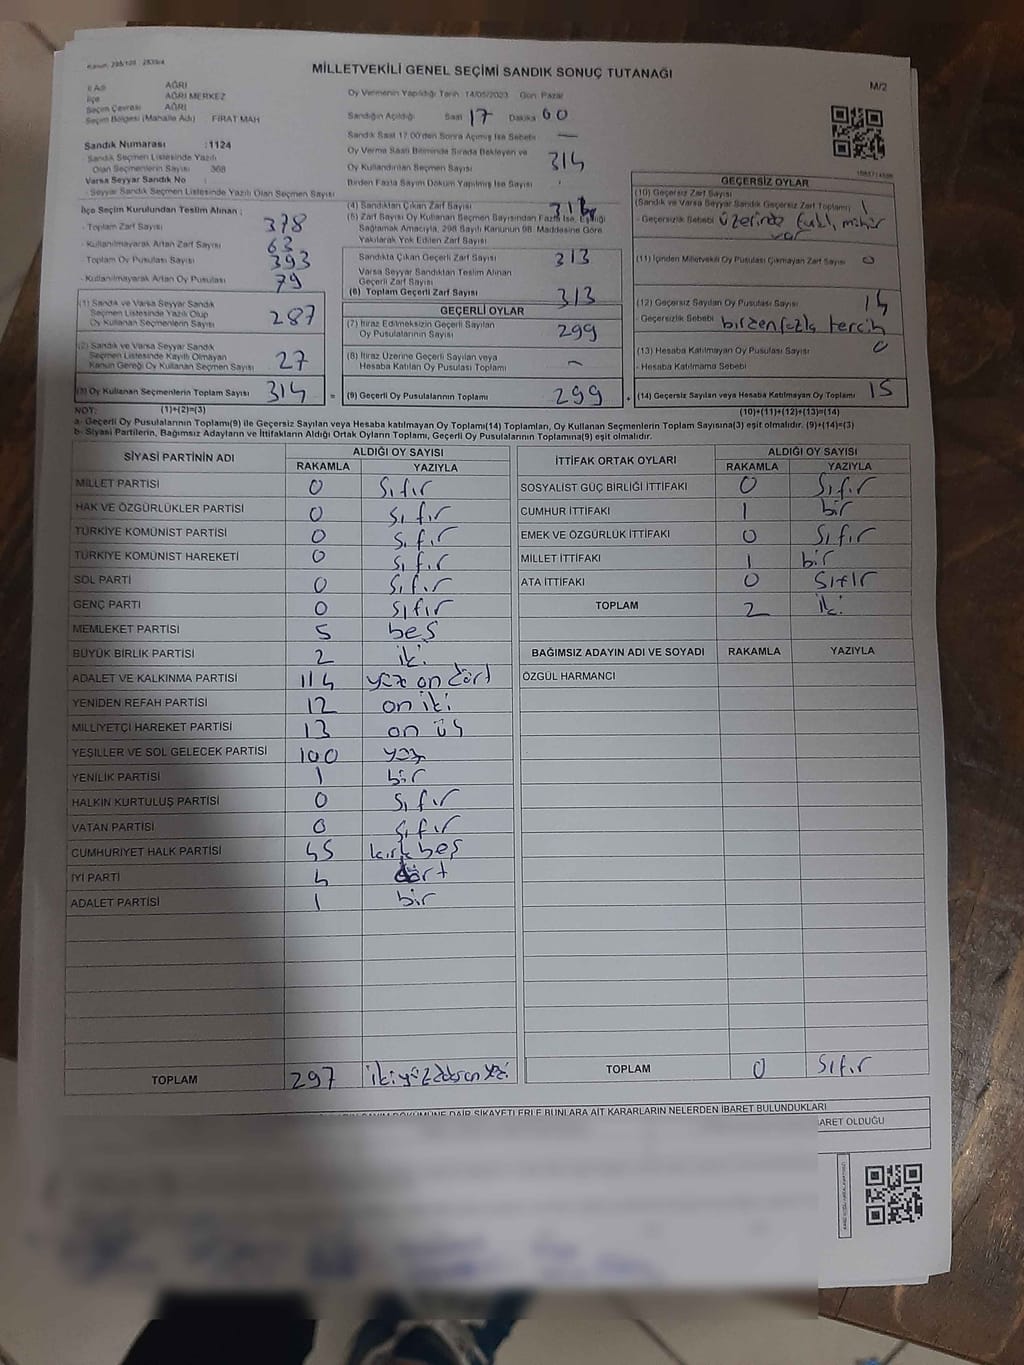 Kanun: 298/105 , 2839/4
MİLLETVEKİLİ GENEL SEÇİMİ SANDIK SONUÇ TUTANAĞI
M/2
İl Adı AĞRI
İlçe AĞRI MERKEZ
Seçim Çevresi AĞRI
Seçim Bölgesi (Mahalle Adı) FIRAT MAH
Sandık Numarası :1124
Sandık Seçmen Listesinde Yazılı
Olan Seçmenlerin Sayısı 368
Varsa Seyyar Sandık No :
Seyyar Sandık Seçmen Listesinde Yazılı Olan Seçmen Sayısı
Oy Vermenin Yapıldığı Tarih 14/05/2023 Gün Pazar
Sandığın Açıldığı Saat 17 Dakika 00
Sandık Saat 17:00'den Sonra Açılmış İse Sebebi —
Oy Verme Saati Bitiminde Sırada Bekleyen ve
Oy Kullandırılan Seçmen Sayısı 314
Birden Fazla Sayım Döküm Yapılmış İse Sayısı
İlçe Seçim Kurulundan Teslim Alınan ;
- Toplam Zarf Sayısı 378
- Kullanılmayarak Artan Zarf Sayısı 63
Toplam Oy Pusulası Sayısı 393
- Kullanılmayarak Artan Oy Pusulası 79
(1) Sandık ve Varsa Seyyar Sandık
Seçmen Listesinde Yazılı Olup
Oy Kullanan Seçmenlerin Sayısı 287
(2) Sandık ve Varsa Seyyar Sandık
Seçmen Listesinde Kayıtlı Olmayan
Kanun Gereği Oy Kullanan Seçmen Sayısı 27
(3) Oy Kullanan Seçmenlerin Toplam Sayısı 314 =
(4) Sandıktan Çıkan Zarf Sayısı
(5) Zarf Sayısı Oy Kullanan Seçmen Sayısından Fazla İse, Eşitliği
Sağlamak Amacıyla, 298 Sayılı Kanunun 98. Maddesine Göre
Yakılarak Yok Edilen Zarf Sayısı
Sandıkta Çıkan Geçerli Zarf Sayısı 313
Varsa Seyyar Sandıktan Teslim Alınan
Geçerli Zarf Sayısı
(6) Toplam Geçerli Zarf Sayısı 313
GEÇERLİ OYLAR
(7) İtiraz Edilmeksizin Geçerli Sayılan
Oy Pusulalarının Sayısı 299
(8) İtiraz Üzerine Geçerli Sayılan veya
Hesaba Katılan Oy Pusulası Toplamı —
(9) Geçerli Oy Pusulalarının Toplamı 299 +
GEÇERSİZ OYLAR
(10) Geçersiz Zarf Sayısı
(Sandık ve Varsa Seyyar Sandık Geçersiz Zarf Toplamı) 1
- Geçersizlik Sebebi üzerinde farklı mühür
var
(11) İçinden Milletvekili Oy Pusulası Çıkmayan Zarf Sayısı 0
(12) Geçersiz Sayılan Oy Pusulası Sayısı 14
- Geçersizlik Sebebi birden fazla tercih
(13) Hesaba Katılmayan Oy Pusulası Sayısı 0
- Hesaba Katılmama Sebebi
(14) Geçersiz Sayılan veya Hesaba Katılmayan Oy Toplamı 15
NOT: (1)+(2)=(3) (10)+(11)+(12)+(13)=(14)
a- Geçerli Oy Pusulalarının Toplamı(9) ile Geçersiz Sayılan veya Hesaba katılmayan Oy Toplamı(14) Toplamları, Oy Kullanan Seçmenlerin Toplam Sayısına(3) eşit olmalıdır. (9)+(14)=(3)
b- Siyasi Partilerin, Bağımsız Adayların ve İttifakların Aldığı Ortak Oyların Toplamı, Geçerli Oy Pusulalarının Toplamına(9) eşit olmalıdır.
SİYASİ PARTİNİN ADI ALDIĞI OY SAYISI
RAKAMLA YAZIYLA
MİLLET PARTİSİ 0 Sıfır
HAK VE ÖZGÜRLÜKLER PARTİSİ 0 Sıfır
TÜRKİYE KOMÜNİST PARTİSİ 0 Sıfır
TÜRKİYE KOMÜNİST HAREKETİ 0 Sıfır
SOL PARTİ 0 Sıfır
GENÇ PARTİ 0 Sıfır
MEMLEKET PARTİSİ 5 beş
BÜYÜK BİRLİK PARTİSİ 2 iki
ADALET VE KALKINMA PARTİSİ 114 yüz on dört
YENİDEN REFAH PARTİSİ 12 on iki
MİLLİYETÇİ HAREKET PARTİSİ 13 on üç
YEŞİLLER VE SOL GELECEK PARTİSİ 100 yüz
YENİLİK PARTİSİ 1 bir
HALKIN KURTULUŞ PARTİSİ 0 Sıfır
VATAN PARTİSİ 0 Sıfır
CUMHURİYET HALK PARTİSİ 45 kırk beş
İYİ PARTİ 4 dört
ADALET PARTİSİ 1 bir
TOPLAM 297 ikiyüz doksan yedi
İTTİFAK ORTAK OYLARI ALDIĞI OY SAYISI
RAKAMLA YAZIYLA
SOSYALİST GÜÇ BİRLİĞİ İTTİFAKI 0 Sıfır
CUMHUR İTTİFAKI 1 bir
EMEK VE ÖZGÜRLÜK İTTİFAKI 0 Sıfır
MİLLET İTTİFAKI 1 bir
ATA İTTİFAKI 0 Sıfır
TOPLAM 2 iki
BAĞIMSIZ ADAYIN ADI VE SOYADI RAKAMLA YAZIYLA
ÖZGÜL HARMANCI
TOPLAM 0 Sıfır
DÖKÜMÜNE DAİR ŞİKAYETLERLE BUNLARA AİT KARARLARIN NELERDEN İBARET BULUNDUKLARI
OLDUĞU